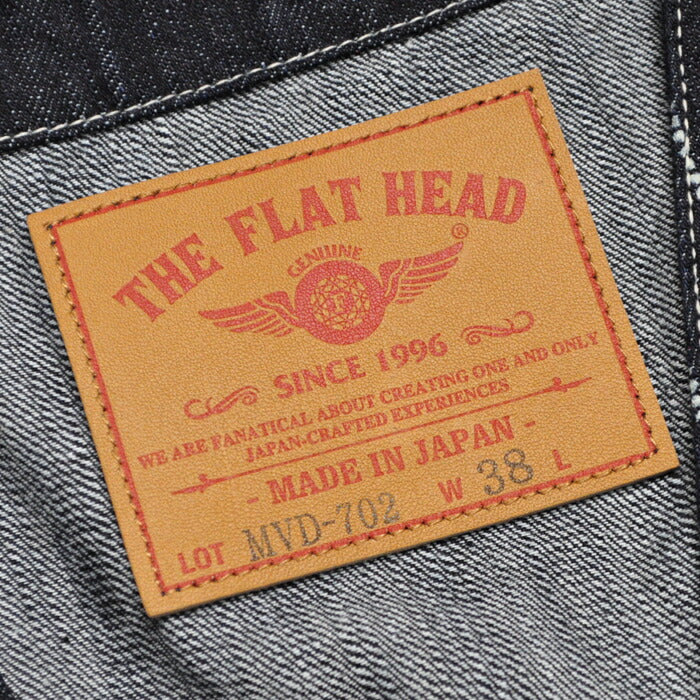 THE FLAT HEAD
®
GENUINE
F
SINCE 1996
WE ARE FANATICAL ABOUT CREATING ONE AND ONLY
JAPAN-CRAFTED EXPERIENCES
- MADE IN JAPAN -
LOT MVD-702 W 38 L